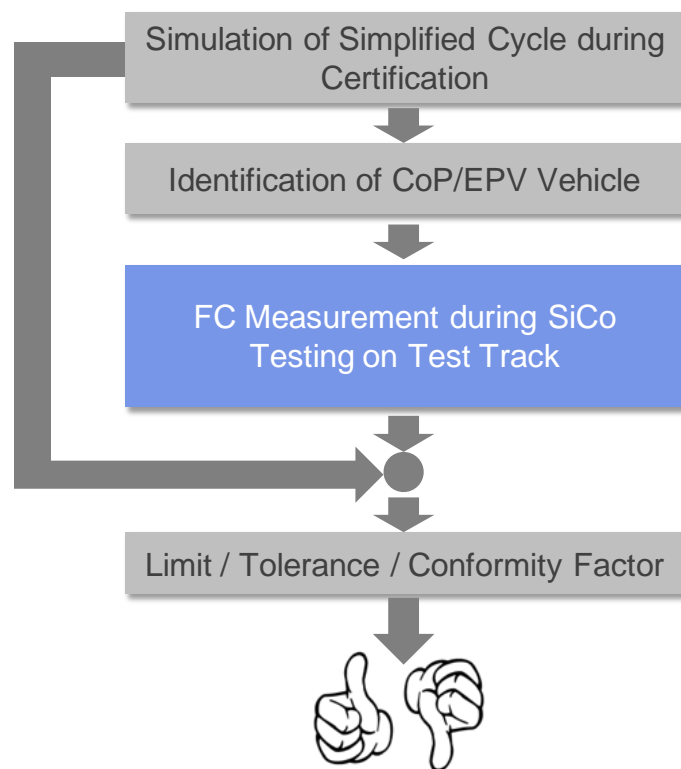 Simulation of Simplified Cycle during
Certification
Identification of CoP/EPV Vehicle
FC Measurement during SiCo
Testing on Test Track
Limit / Tolerance / Conformity Factor